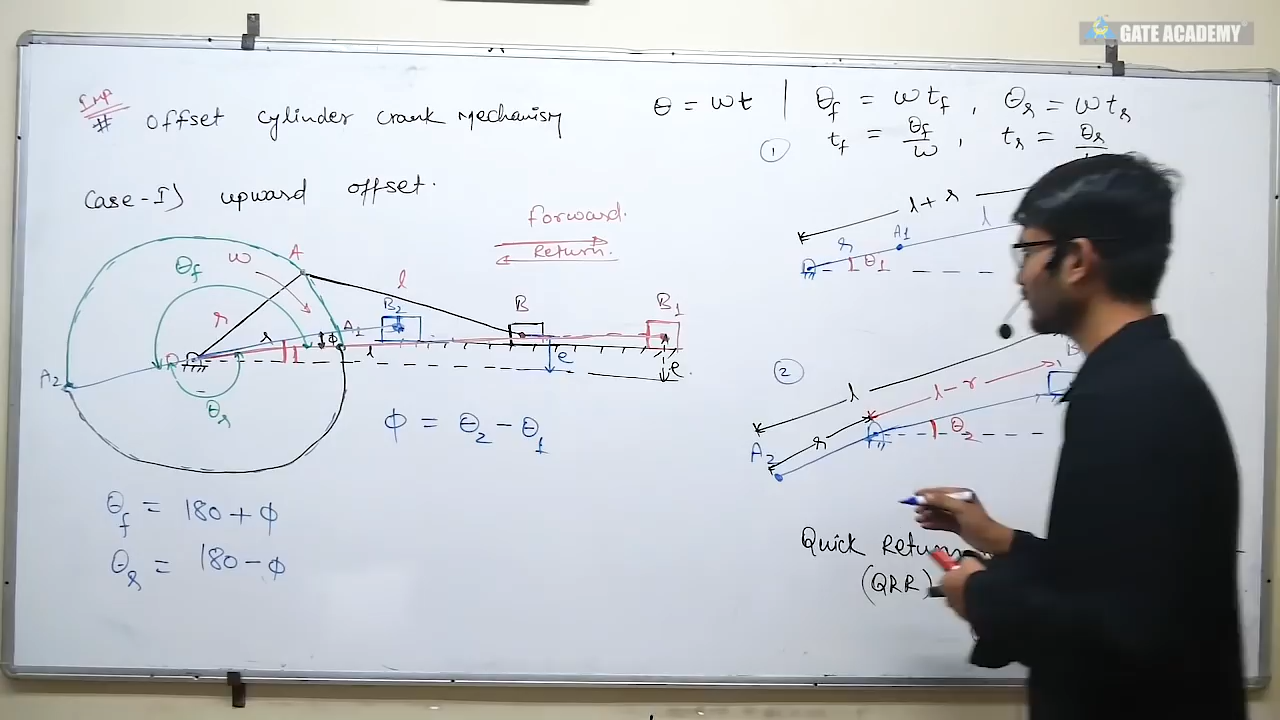 GATE ACADEMY
Imp
# offset cylinder crank Mechanism
Case-I) upward offset.
forward.
Return.
θf
ω
A
r
l
B2
B
B1
r
A1
ϕ
l
e
e
A2
θr
ϕ = θ2 - θ1
θf = 180 + ϕ
θr = 180 - ϕ
θ = ωt | θf = ωtf , θr = ωtr
tf = θf/ω , tr = θr
①
l + r
r
A1
l
θ1
②
l
l - r
r
B
θ2
A2
Quick Return
(QRR)